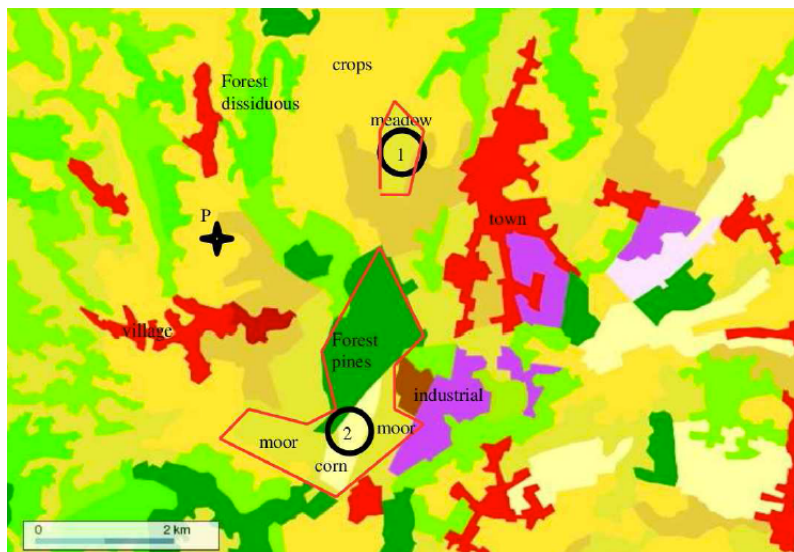 crops
Forest
dissiduous
meadow
1
P
town
village
Forest
pines
industrial
moor
2
moor
corn
0
2 km